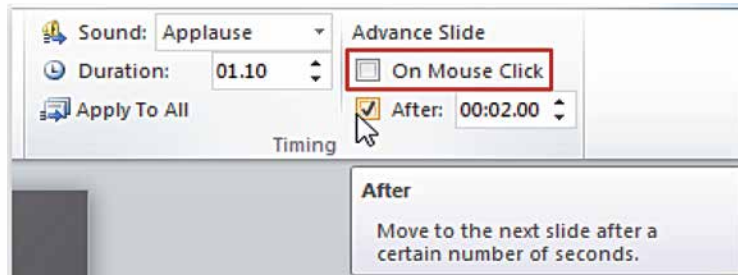 Sound: Applause
Duration: 01.10
Apply To All
Advance Slide
On Mouse Click
After: 00:02.00
Timing
After
Move to the next slide after a
certain number of seconds.